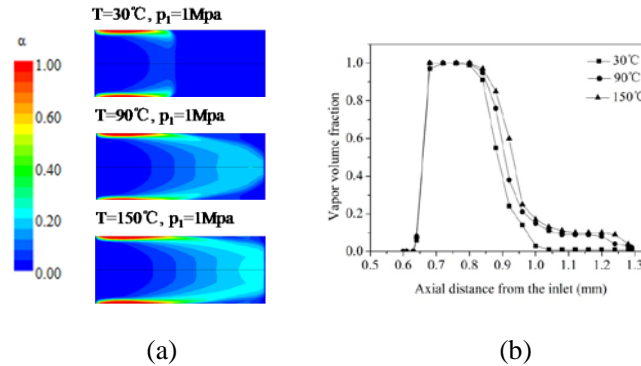 T=30℃, p₁=1Mpa
α
1.00
0.80
0.60
0.40
0.20
0.00
T=90℃, p₁=1Mpa
T=150℃, p₁=1Mpa
(a)
30℃
90℃
150℃
Vapor volume fraction
1.0
0.8
0.6
0.4
0.2
0.0
0.5 0.6 0.7 0.8 0.9 1.0 1.1 1.2 1.3
Axial distance from the inlet (mm)
(b)